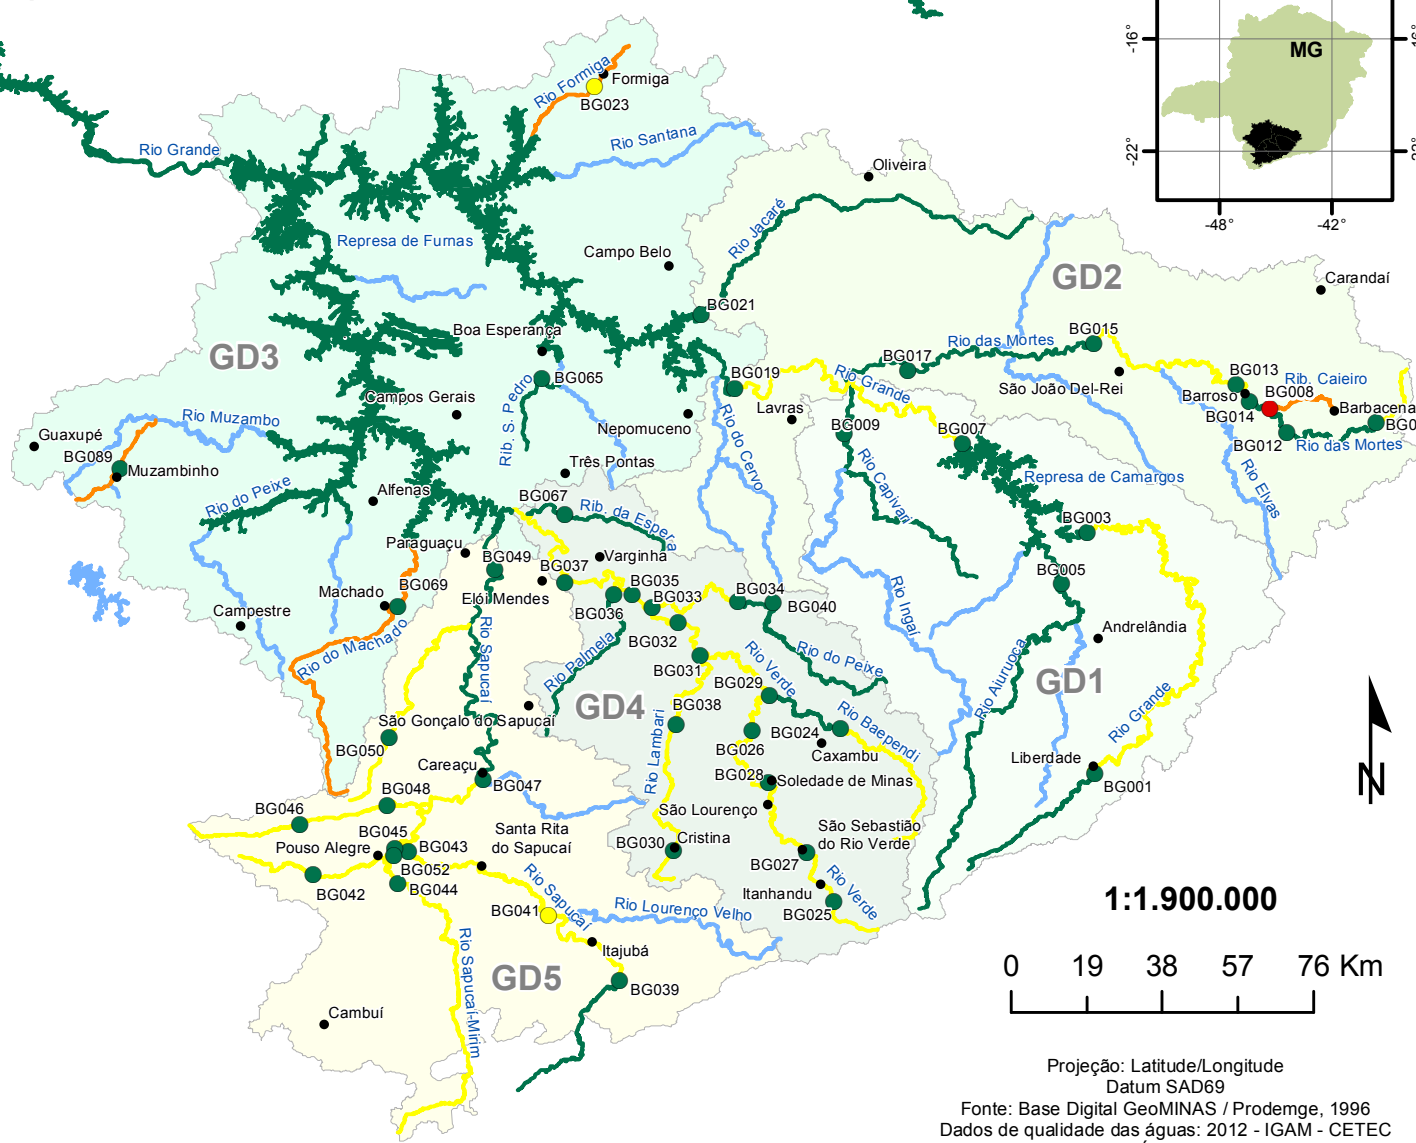 -16°
MG
-22°
-48°
-42°
Rio Formiga
Formiga
BG023
Rio Grande
Rio Santana
Oliveira
Rio Jacaré
Represa de Furnas
Campo Belo
GD2
Carandaí
BG021
Boa Esperança
BG015
Rio das Mortes
GD3
BG017
BG065
BG019
Rio Grande
São João Del-Rei
BG013
Rib. Caieiro
BG008
Barroso
BG014
Barbacena
BG0
Campos Gerais
Rib. S. Pedro
Lavras
Rio Muzambo
Nepomuceno
Rio do Cervo
BG009
BG007
BG012
Rio das Mortes
Guaxupé
BG089
Muzambinho
Três Pontas
Rio Capivari
Represa de Camargos
Rio Elvas
Rio do Peixe
Alfenas
BG067
Rib. da Espera
BG003
Paraguaçu
BG049
BG037
Varginha
BG005
Machado
BG069
Elói Mendes
BG035
BG033
BG034
BG040
BG036
Rio Ingaí
Campestre
Rio do Machado
Rio Sapucaí
Rio Palmela
BG032
BG031
Rio Verde
Rio do Peixe
Andrelândia
Rio Aiuruoca
GD1
BG029
GD4
BG038
Rio Grande
São Gonçalo do Sapucaí
BG050
Rio Lambari
BG026
BG024
Rio Baependi
Caxambu
Liberdade
BG001
Careaçu
BG047
BG028
Soledade de Minas
N
BG048
BG046
São Lourenço
BG045
Pouso Alegre
BG043
Santa Rita
do Sapucaí
BG030
Cristina
São Sebastião
do Rio Verde
BG027
BG052
BG042
BG044
Rio Sapucaí
Itanhandu
Rio Verde
BG025
1:1.900.000
BG041
Rio Lourenço Velho
Itajubá
Rio Sapucaí-Mirim
GD5
BG039
0 19 38 57 76 Km
Cambuí
Projeção: Latitude/Longitude
Datum SAD69
Fonte: Base Digital GeoMINAS / Prodemge, 1996
Dados de qualidade das águas: 2012 - IGAM - CETEC